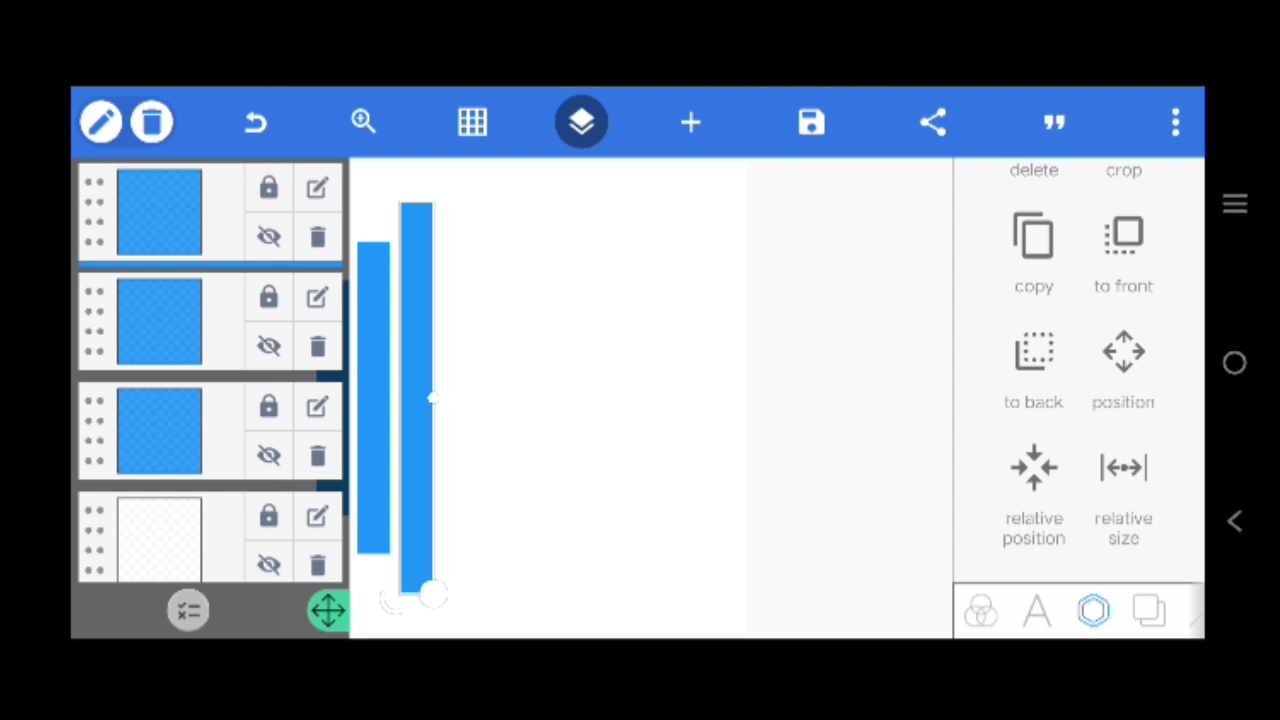 delete crop
copy to front
to back position
relative position relative size